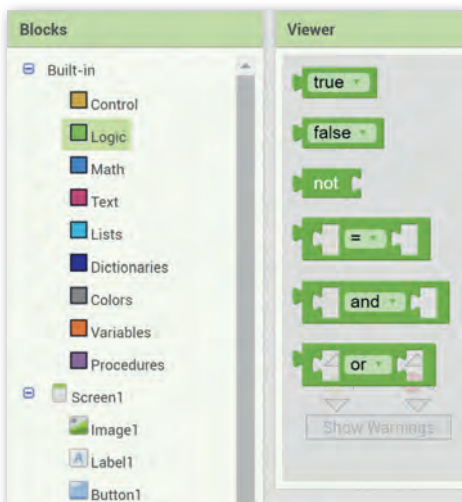 Blocks
Built-in
Control
Logic
Math
Text
Lists
Dictionaries
Colors
Variables
Procedures
Screen1
Image1
Label1
Button1
Viewer
true
false
not
=
and
or
Show Warnings